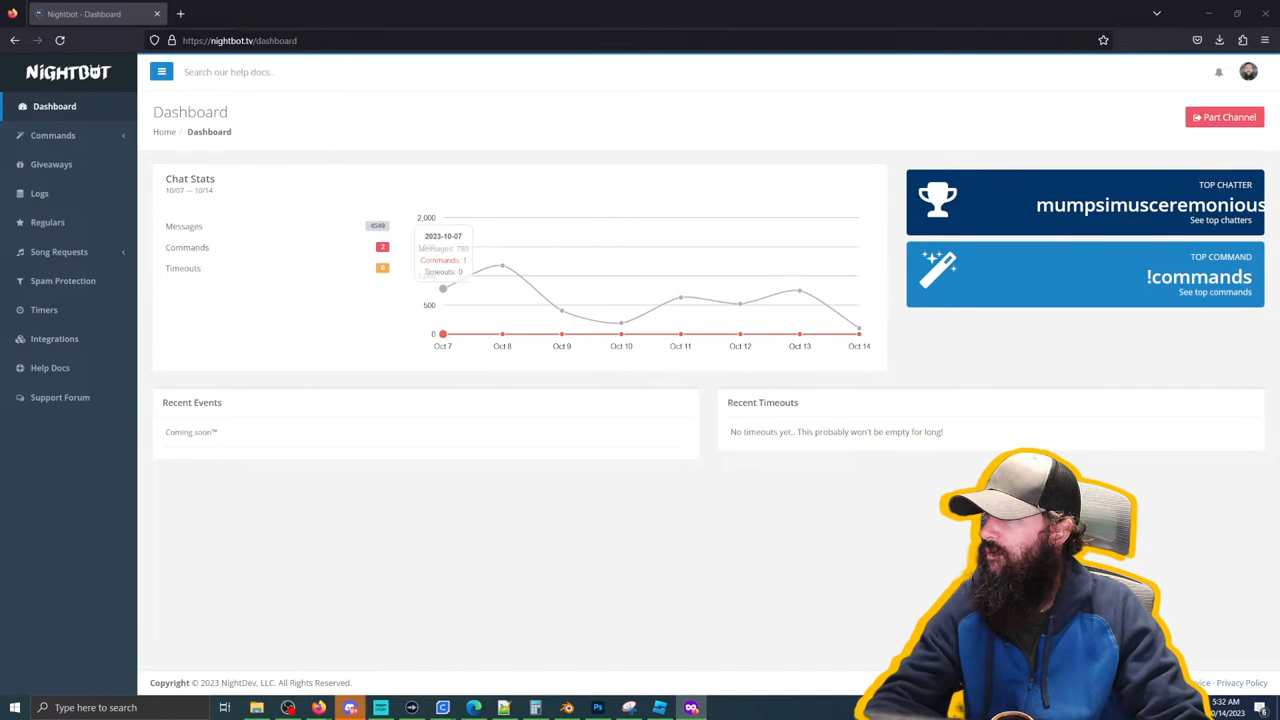 Nightbot - Dashboard
https://nightbot.tv/dashboard
NIGHTBOT
Search our help docs..
Dashboard
Commands
Giveaways
Logs
Regulars
Song Requests
Spam Protection
Timers
Integrations
Help Docs
Support Forum
Dashboard
Home / Dashboard
Part Channel
Chat Stats
10/07 — 10/14
Messages 4549
Commands 2
Timeouts 0
2,000
500
0
2023-10-07
Messages: 780
Commands: 1
Timeouts: 0
Oct 7 Oct 8 Oct 9 Oct 10 Oct 11 Oct 12 Oct 13 Oct 14
TOP CHATTER
mumpsimusceremonious
See top chatters
TOP COMMAND
!commands
See top commands
Recent Events
Coming soon™
Recent Timeouts
No timeouts yet.. This probably won't be empty for long!
Copyright © 2023 NightDev, LLC. All Rights Reserved.
· Privacy Policy
Type here to search
5:32 AM
10/14/2023
6